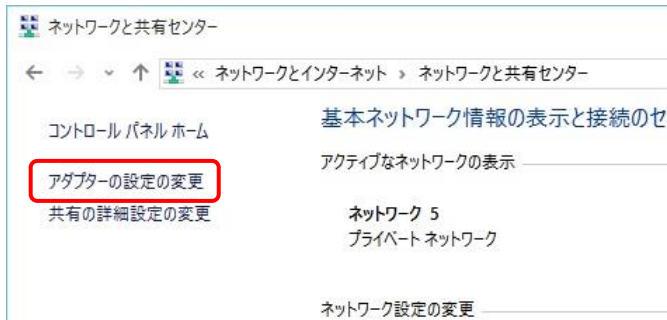 ネットワークと共有センター
« ネットワークとインターネット › ネットワークと共有センター
コントロール パネル ホーム
アダプターの設定の変更
共有の詳細設定の変更
基本ネットワーク情報の表示と接続のセ
アクティブなネットワークの表示
ネットワーク 5
プライベート ネットワーク
ネットワーク設定の変更